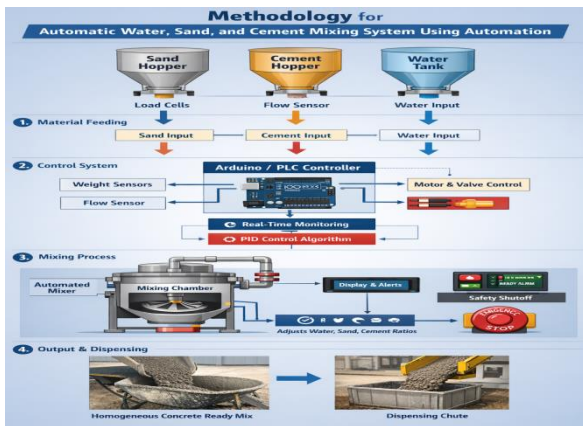 Methodology for
Automatic Water, Sand, and Cement Mixing System Using Automation
Sand Hopper
Cement Hopper
Water Tank
Load Cells
Flow Sensor
Water Input
1. Material Feeding
Sand Input
Cement Input
Water Input
2. Control System
Arduino / PLC Controller
Weight Sensors
Flow Sensor
Motor & Valve Control
Real-Time Monitoring
PID Control Algorithm
3. Mixing Process
Automated Mixer
Mixing Chamber
Display & Alerts
Safety Shutoff
Adjusts Water, Sand, Cement Ratios
STOP
4. Output & Dispensing
Homogeneous Concrete Ready Mix
Dispensing Chute